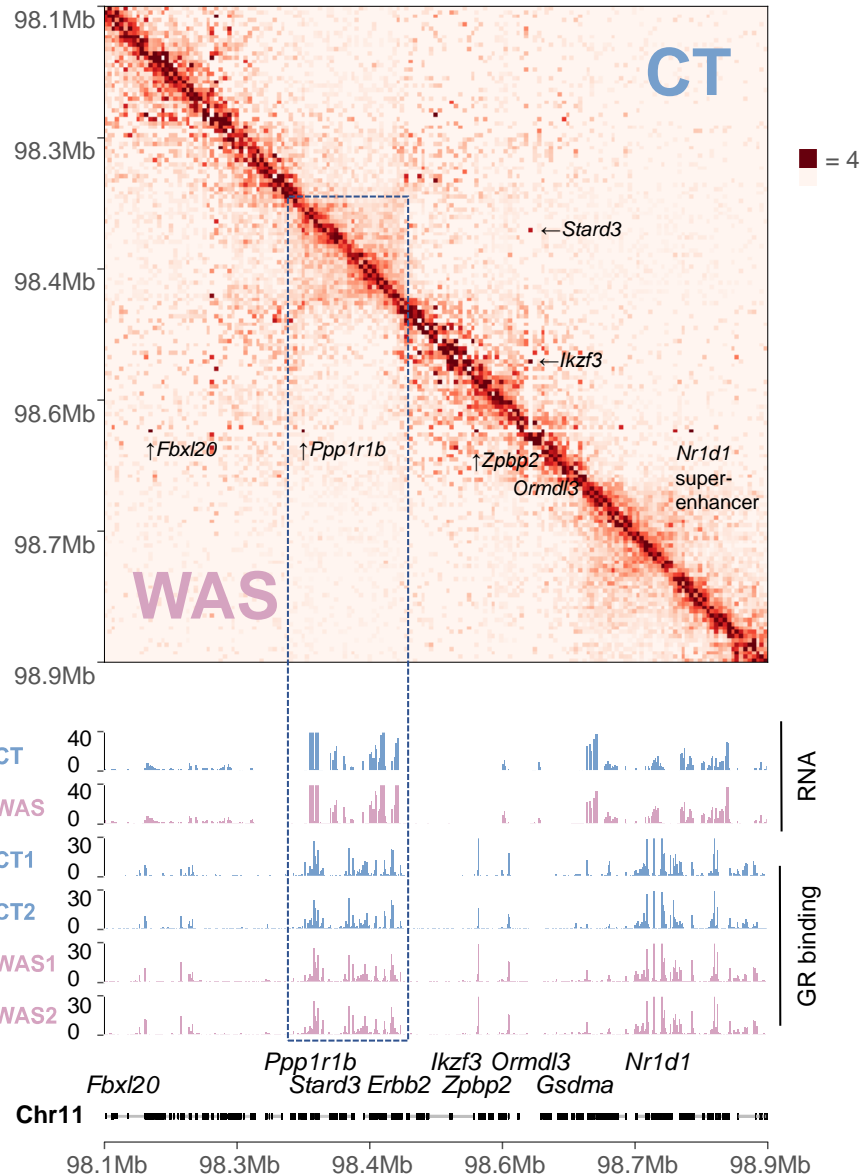 98.1Mb
CT
98.3Mb
= 4
←Stard3
98.4Mb
←Ikzf3
98.6Mb
↑Fbxl20
↑Ppp1r1b
↑Zpbp2
Nr1d1
Ormdl3
super-
enhancer
98.7Mb
WAS
98.9Mb
CT
40
0
WAS
40
0
RNA
CT1
30
0
CT2
30
0
WAS1
30
0
WAS2
30
0
GR binding
Ppp1r1b Ikzf3 Ormdl3 Nr1d1
Fbxl20 Stard3 Erbb2 Zpbp2 Gsdma
Chr11
98.1Mb 98.3Mb 98.4Mb 98.6Mb 98.7Mb 98.9Mb